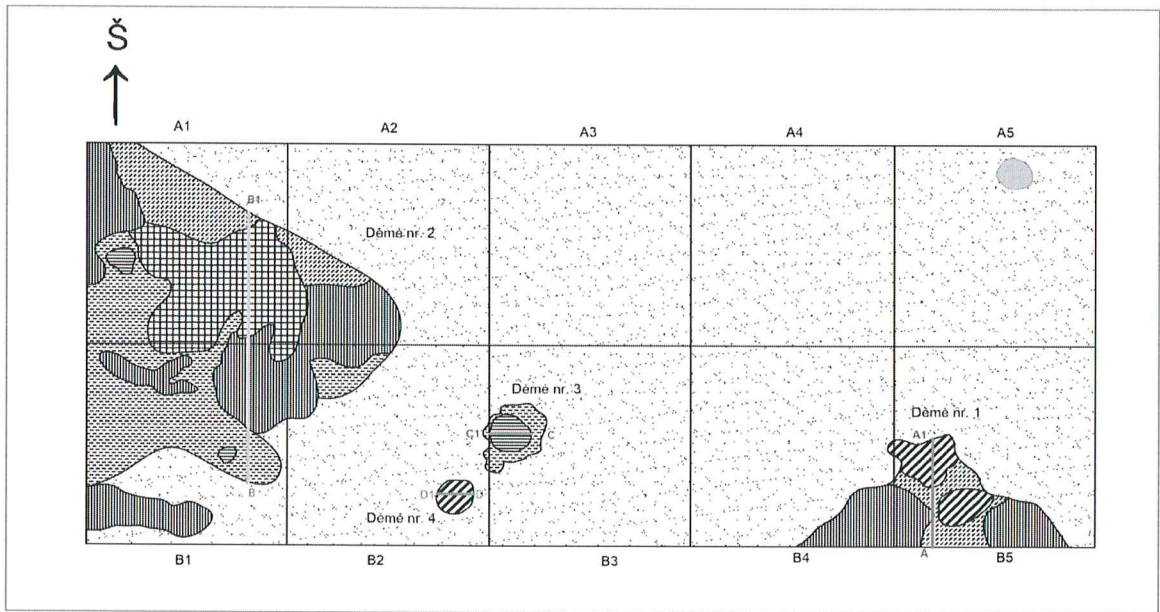 Š
A1 A2 A3 A4 A5
B1
Dėmė nr. 2
Dėmė nr. 3
Dėmė nr. 1
C1 C
A1
B
D1 D
Dėmė nr. 4
A
B1 B2 B3 B4 B5